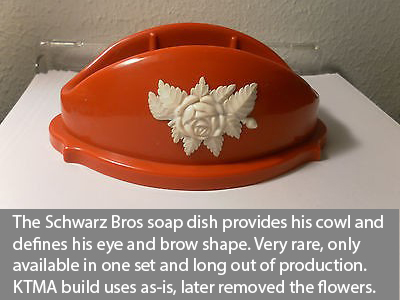 The Schwarz Bros soap dish provides his cowl and
defines his eye and brow shape. Very rare, only
available in one set and long out of production.
KTMA build uses as-is, later removed the flowers.